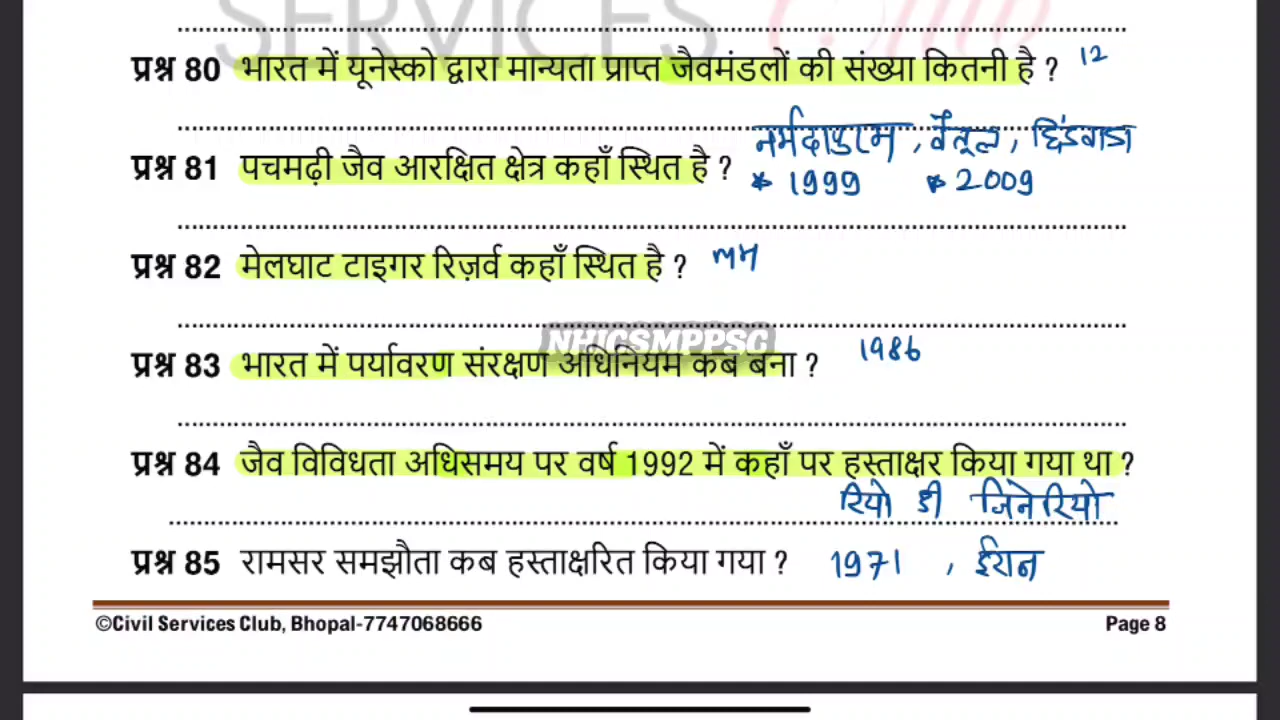 SERVICES Club
प्रश्न 80 भारत में यूनेस्को द्वारा मान्यता प्राप्त जैवमंडलों की संख्या कितनी है ? 12
नर्मदापुरम, बैतूल, छिंदवाडा
प्रश्न 81 पचमढ़ी जैव आरक्षित क्षेत्र कहाँ स्थित है ?
* 1999 * 2009
प्रश्न 82 मेलघाट टाइगर रिज़र्व कहाँ स्थित है ? MH
NHICSMPPSC
प्रश्न 83 भारत में पर्यावरण संरक्षण अधिनियम कब बना ? 1986
प्रश्न 84 जैव विविधता अधिसमय पर वर्ष 1992 में कहाँ पर हस्ताक्षर किया गया था ?
रियो डी जिनेरियो
प्रश्न 85 रामसर समझौता कब हस्ताक्षरित किया गया ? 1971 , ईरान
©Civil Services Club, Bhopal-7747068666 Page 8